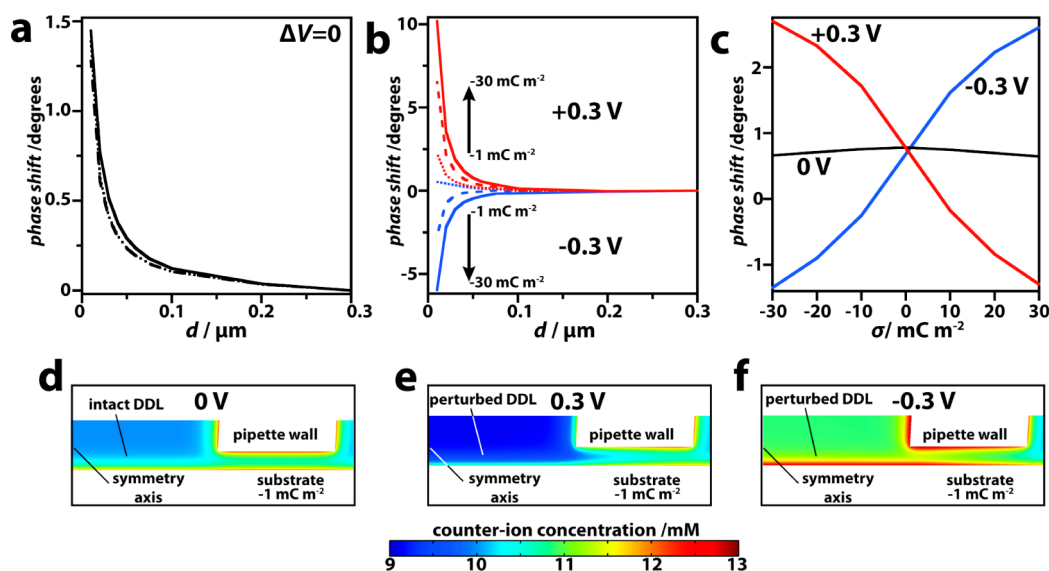 a
ΔV=0
phase shift /degrees
1.5
1.0
0.5
0
0
0.1
0.2
0.3
d / μm
b
phase shift /degrees
10
5
0
-5
-30 mC m⁻²
+0.3 V
-1 mC m⁻²
-1 mC m⁻²
-0.3 V
-30 mC m⁻²
0
0.1
0.2
0.3
d / μm
c
phase shift /degrees
2
1
0
-1
+0.3 V
-0.3 V
0 V
-30
-20
-10
0
10
20
30
σ/ mC m⁻²
d
0 V
intact DDL
pipette wall
symmetry
axis
substrate
-1 mC m⁻²
e
0.3 V
perturbed DDL
pipette wall
symmetry
axis
substrate
-1 mC m⁻²
f
-0.3 V
perturbed DDL
pipette wall
symmetry
axis
substrate
-1 mC m⁻²
counter-ion concentration /mM
9
10
11
12
13